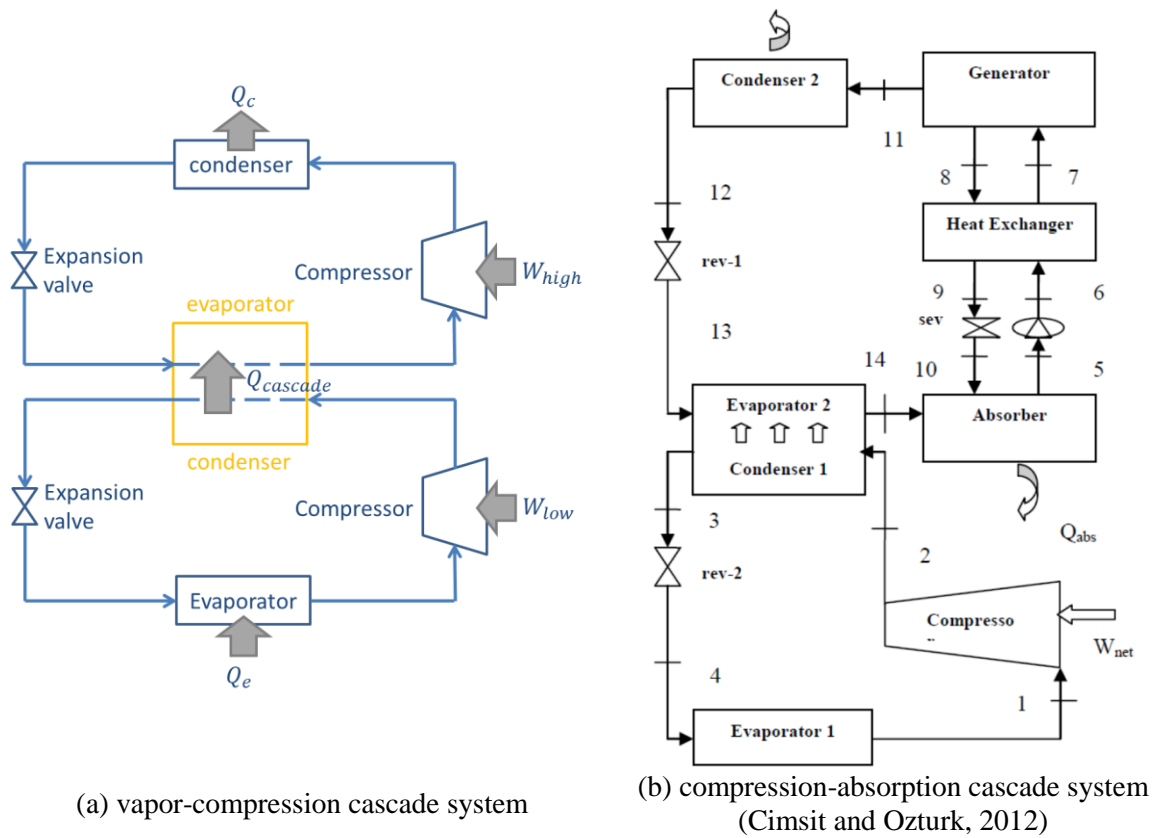 Q_c
condenser
Expansion
valve
Compressor
W_high
evaporator
Q_cascade
condenser
Expansion
valve
Compressor
W_low
Evaporator
Q_e
(a) vapor-compression cascade system
Condenser 2
Generator
11
12
8
7
Heat Exchanger
rev-1
9
6
sev
13
14
10
5
Evaporator 2
Absorber
Condenser 1
3
Q_abs
2
rev-2
Compresso
W_net
4
1
Evaporator 1
(b) compression-absorption cascade system
(Cimsit and Ozturk, 2012)